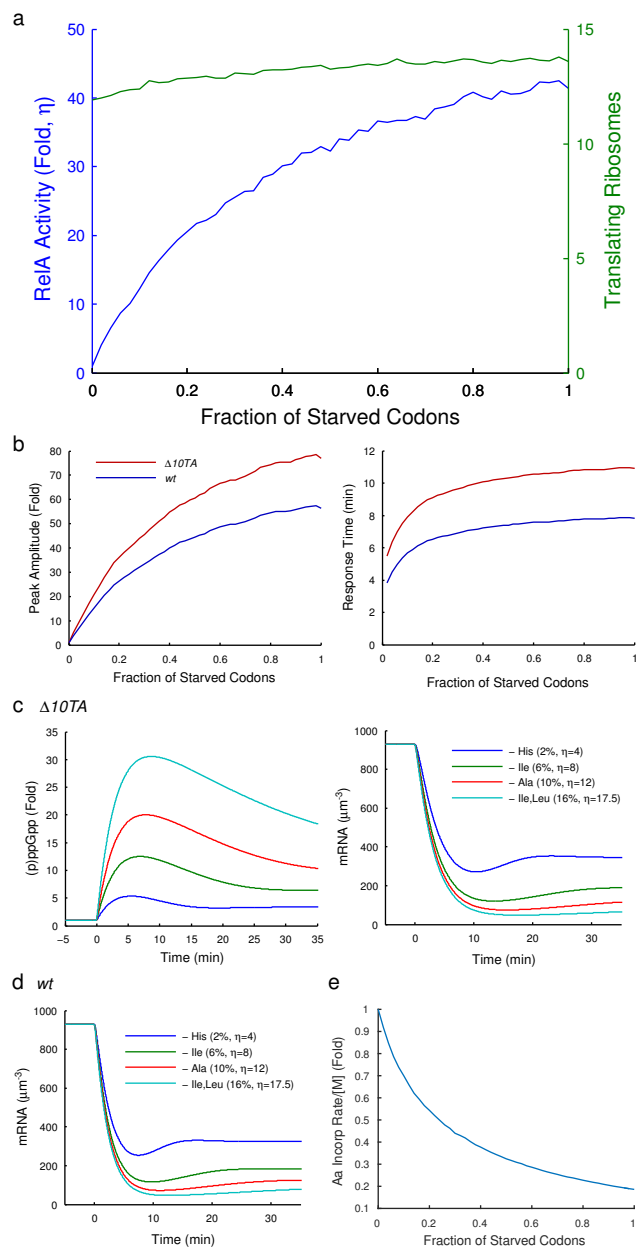 a
50
40
30
20
10
0
RelA Activity (Fold, η)
15
10
5
0
Translating Ribosomes
0 0.2 0.4 0.6 0.8 1
Fraction of Starved Codons
b
80
70
60
50
40
30
20
10
0
Peak Amplitude (Fold)
Δ10TA
wt
0 0.2 0.4 0.6 0.8 1
Fraction of Starved Codons
12
10
8
6
4
2
0
Response Time (min)
0 0.2 0.4 0.6 0.8 1
Fraction of Starved Codons
c Δ10TA
35
30
25
20
15
10
5
0
(p)ppGpp (Fold)
−5 0 5 10 15 20 25 30 35
Time (min)
1000
800
600
400
200
0
mRNA (μm⁻³)
− His (2%, η=4)
− Ile (6%, η=8)
− Ala (10%, η=12)
− Ile,Leu (16%, η=17.5)
0 10 20 30
Time (min)
d wt
1000
800
600
400
200
0
mRNA (μm⁻³)
− His (2%, η=4)
− Ile (6%, η=8)
− Ala (10%, η=12)
− Ile,Leu (16%, η=17.5)
0 10 20 30
Time (min)
e
1
0.9
0.8
0.7
0.6
0.5
0.4
0.3
0.2
0.1
Aa Incorp Rate/[M] (Fold)
0 0.2 0.4 0.6 0.8 1
Fraction of Starved Codons